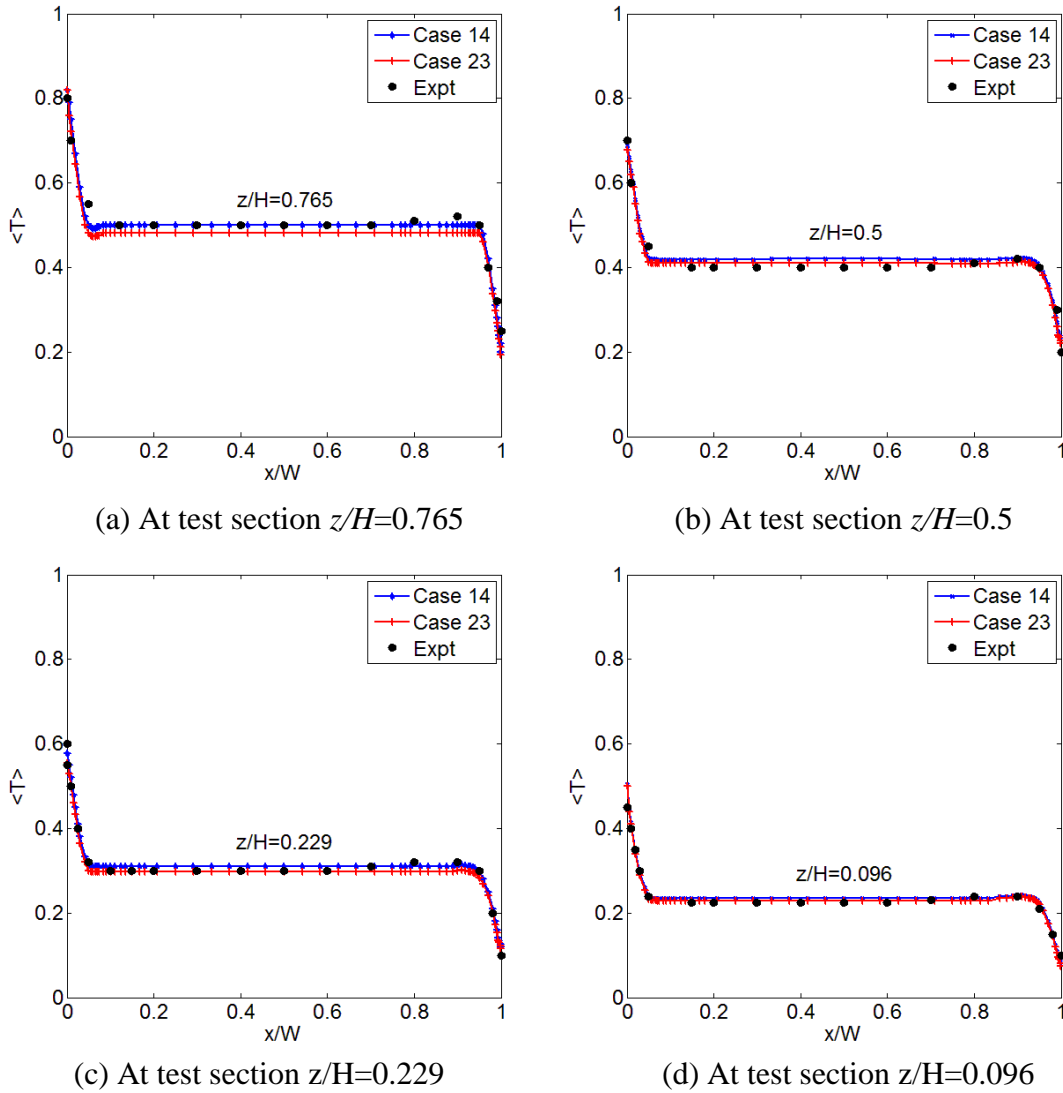 1
0.8
0.6
0.4
0.2
0
<T>
Case 14
Case 23
Expt
z/H=0.765
0 0.2 0.4 0.6 0.8 1
x/W
(a) At test section z/H=0.765
1
0.8
0.6
0.4
0.2
0
<T>
Case 14
Case 23
Expt
z/H=0.5
0 0.2 0.4 0.6 0.8 1
x/W
(b) At test section z/H=0.5
1
0.8
0.6
0.4
0.2
0
<T>
Case 14
Case 23
Expt
z/H=0.229
0 0.2 0.4 0.6 0.8 1
x/W
(c) At test section z/H=0.229
1
0.8
0.6
0.4
0.2
0
<T>
Case 14
Case 23
Expt
z/H=0.096
0 0.2 0.4 0.6 0.8 1
x/W
(d) At test section z/H=0.096